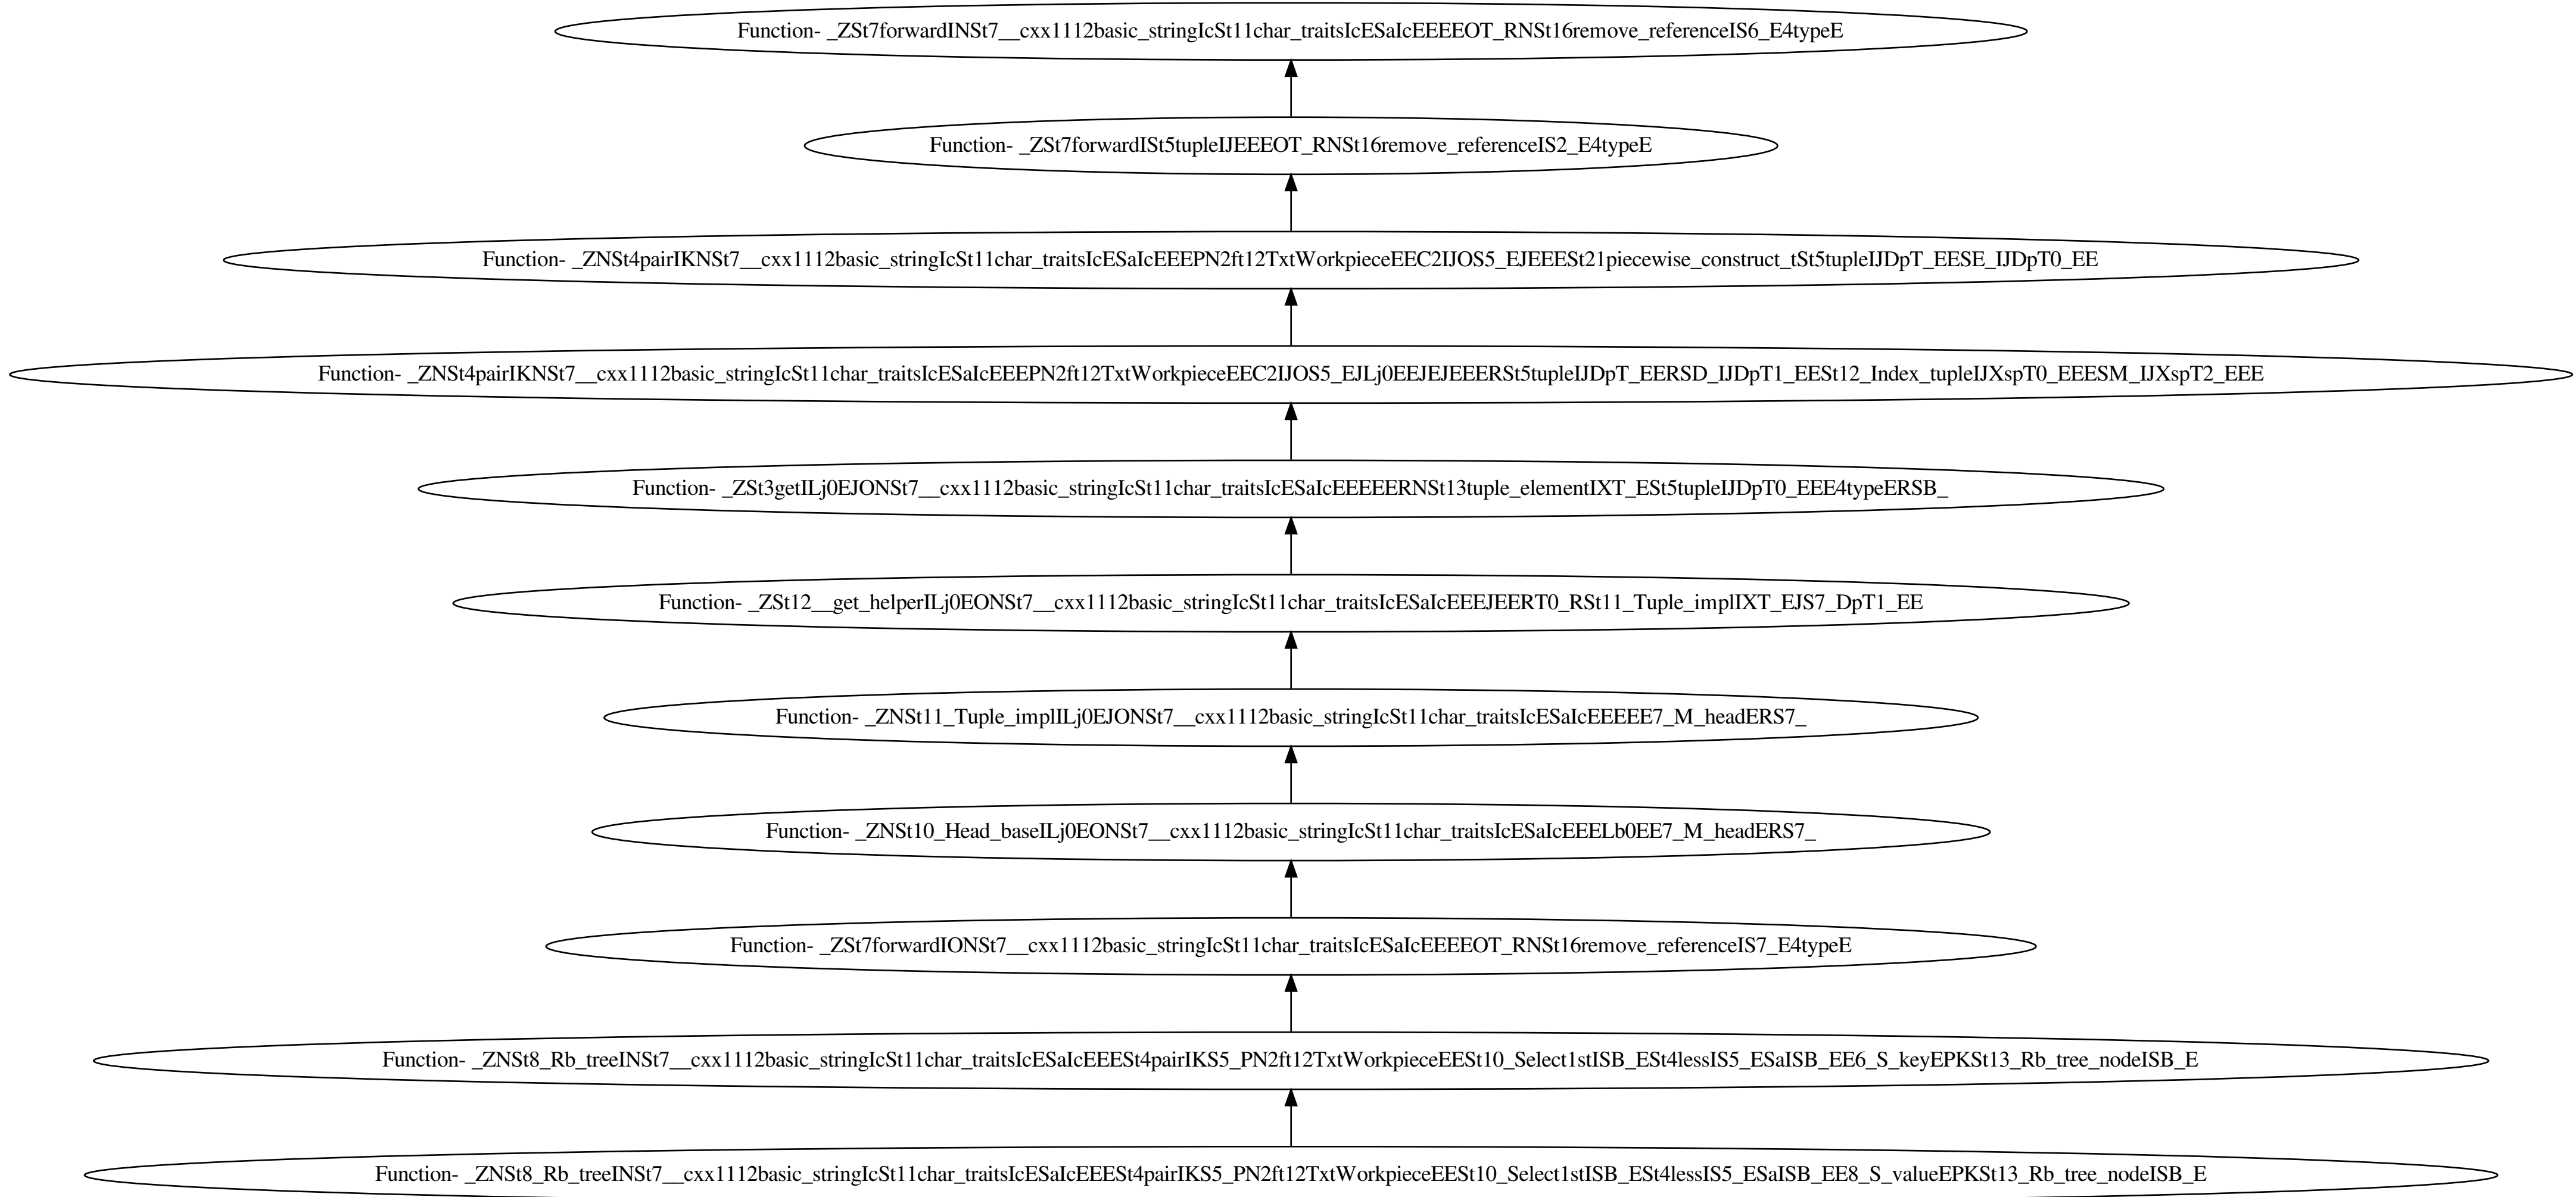 Function- _ZSt7forwardINSt7__cxx1112basic_stringIcSt11char_traitsIcESaIcEEEEOT_RNSt16remove_referenceIS6_E4typeE
Function- _ZSt7forwardISt5tupleIJEEEOT_RNSt16remove_referenceIS2_E4typeE
Function- _ZNSt4pairIKNSt7__cxx1112basic_stringIcSt11char_traitsIcESaIcEEEPN2ft12TxtWorkpieceEEC2IJOS5_EJEEESt21piecewise_construct_tSt5tupleIJDpT_EESE_IJDpT0_EE
Function- _ZNSt4pairIKNSt7__cxx1112basic_stringIcSt11char_traitsIcESaIcEEEPN2ft12TxtWorkpieceEEC2IJOS5_EJLj0EEJEJEEERSt5tupleIJDpT_EERSD_IJDpT1_EESt12_Index_tupleIJXspT0_EEESM_IJXspT2_EEE
Function- _ZSt3getILj0EJONSt7__cxx1112basic_stringIcSt11char_traitsIcESaIcEEEEERNSt13tuple_elementIXT_ESt5tupleIJDpT0_EEE4typeERSB_
Function- _ZSt12__get_helperILj0EONSt7__cxx1112basic_stringIcSt11char_traitsIcESaIcEEEJEERT0_RSt11_Tuple_implIXT_EJS7_DpT1_EE
Function- _ZNSt11_Tuple_implILj0EJONSt7__cxx1112basic_stringIcSt11char_traitsIcESaIcEEEEE7_M_headERS7_
Function- _ZNSt10_Head_baseILj0EONSt7__cxx1112basic_stringIcSt11char_traitsIcESaIcEEELb0EE7_M_headERS7_
Function- _ZSt7forwardIONSt7__cxx1112basic_stringIcSt11char_traitsIcESaIcEEEEOT_RNSt16remove_referenceIS7_E4typeE
Function- _ZNSt8_Rb_treeINSt7__cxx1112basic_stringIcSt11char_traitsIcESaIcEEESt4pairIKS5_PN2ft12TxtWorkpieceEESt10_Select1stISB_ESt4lessIS5_ESaISB_EE6_S_keyEPKSt13_Rb_tree_nodeISB_E
Function- _ZNSt8_Rb_treeINSt7__cxx1112basic_stringIcSt11char_traitsIcESaIcEEESt4pairIKS5_PN2ft12TxtWorkpieceEESt10_Select1stISB_ESt4lessIS5_ESaISB_EE8_S_valueEPKSt13_Rb_tree_nodeISB_E